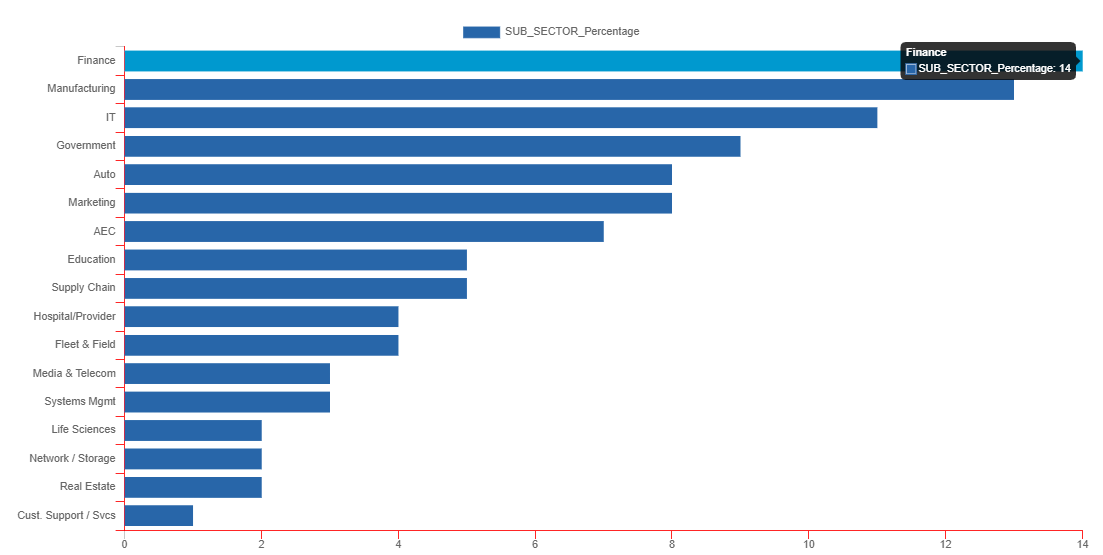 SUB_SECTOR_Percentage
Finance
Finance
SUB_SECTOR_Percentage: 14
Manufacturing
IT
Government
Auto
Marketing
AEC
Education
Supply Chain
Hospital/Provider
Fleet & Field
Media & Telecom
Systems Mgmt
Life Sciences
Network / Storage
Real Estate
Cust. Support / Svcs
0 2 4 6 8 10 12 14